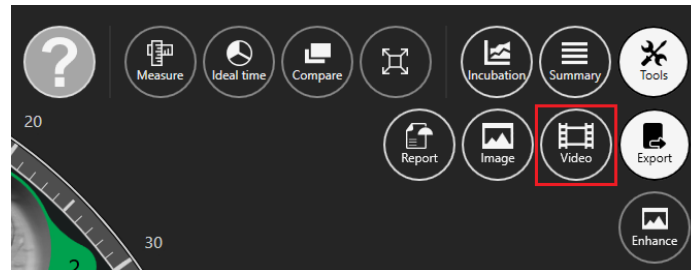 ?
Measure
Ideal time
Compare
Incubation
Summary
Tools
20
Report
Image
Video
Export
30
Enhance
2